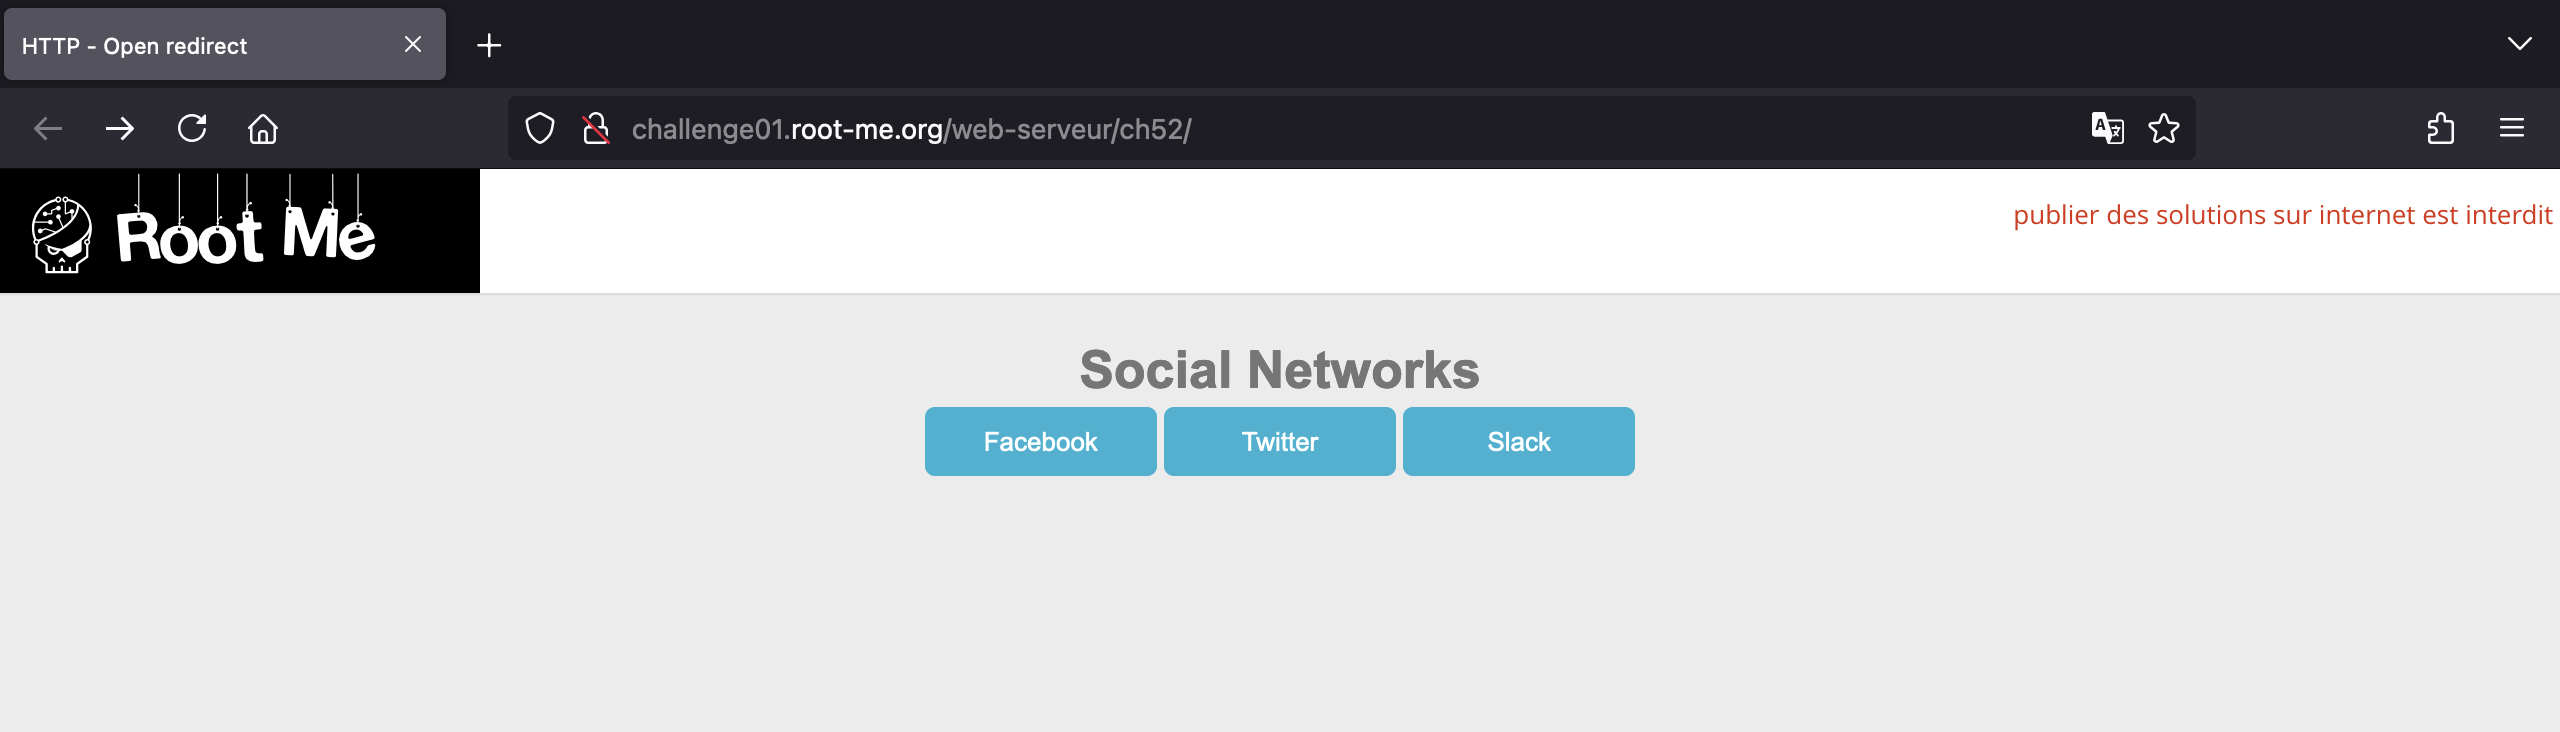 HTTP - Open redirect
challenge01.root-me.org/web-serveur/ch52/
Root Me
publier des solutions sur internet est interdit
Social Networks
Facebook Twitter Slack